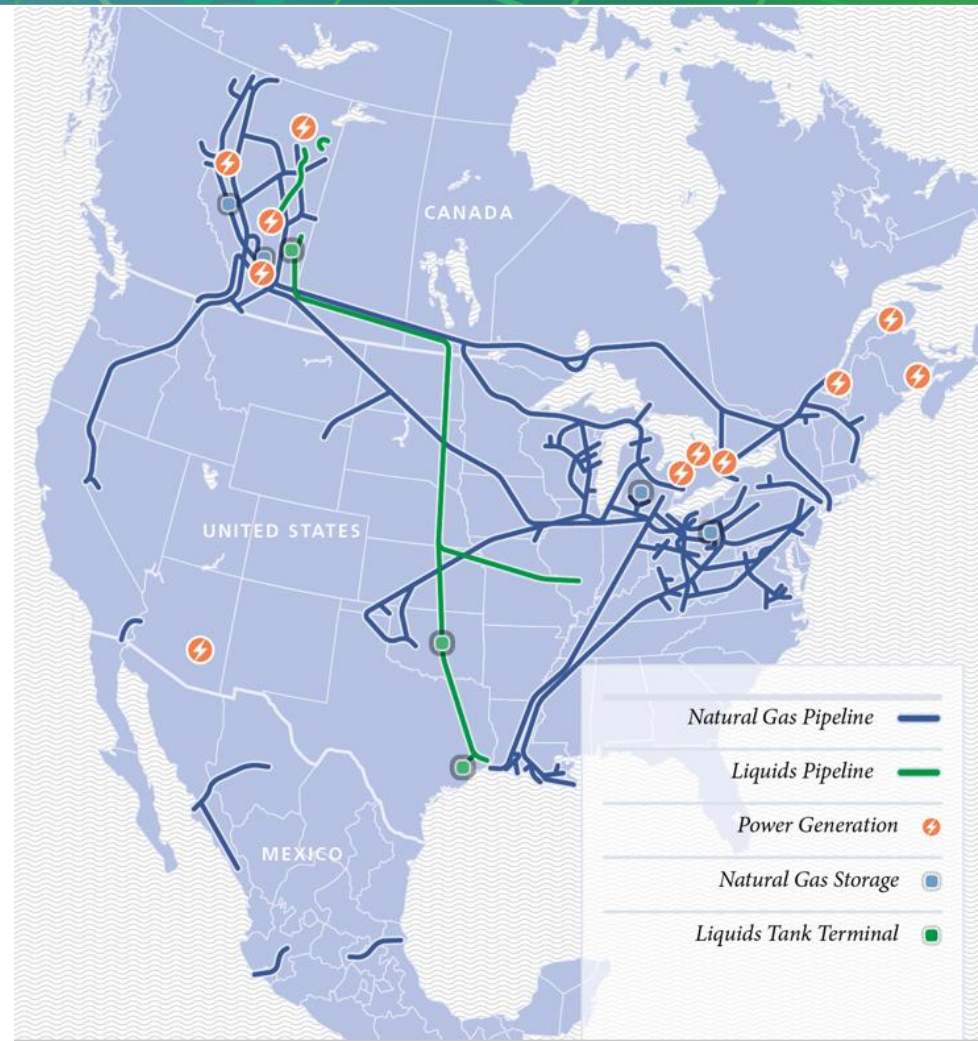 CANADA
UNITED STATES
MEXICO
Natural Gas Pipeline
Liquids Pipeline
Power Generation
Natural Gas Storage
Liquids Tank Terminal